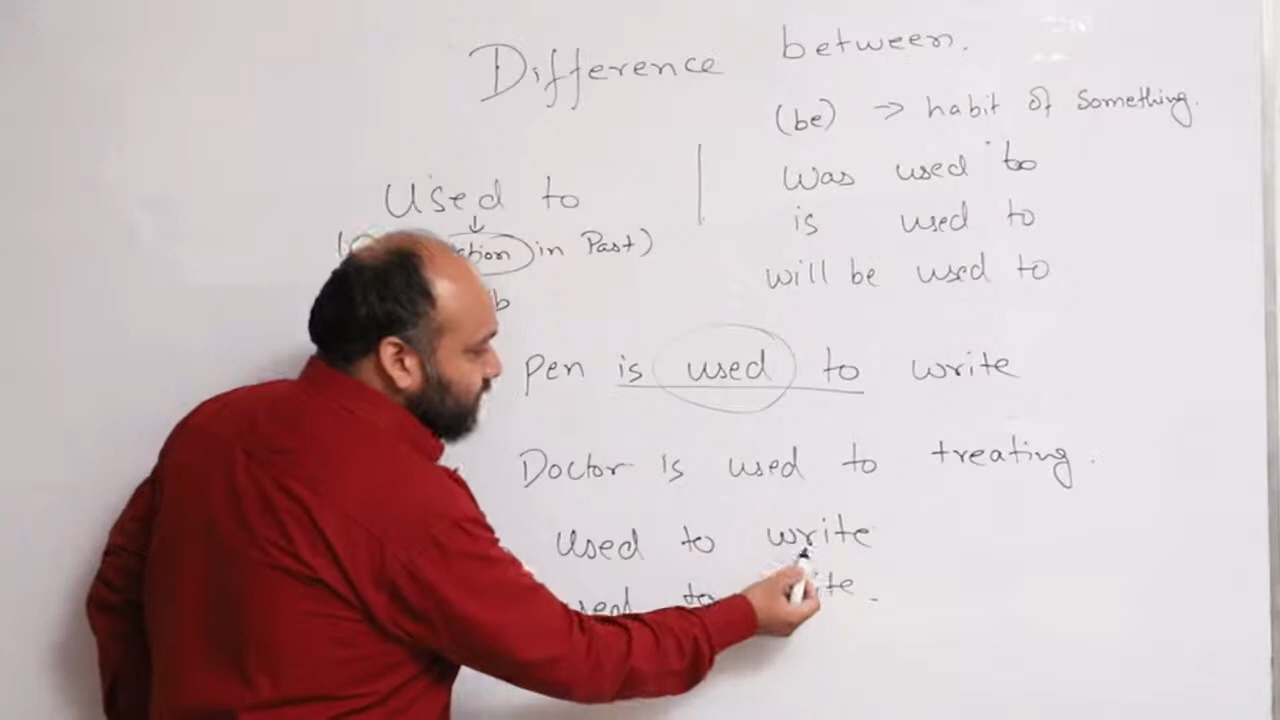 Difference between.
(be) → habit of something.
Used to | was used to
is used to
↓
in Past)
will be used to
Pen is used to write
Doctor is used to treating.
used to write
to